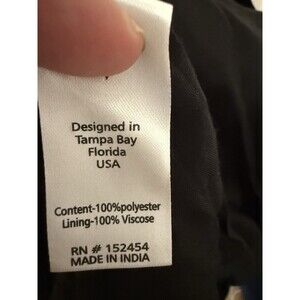 Designed in
Tampa Bay
Florida
USA
Content-100%polyester
Lining-100% Viscose
RN # 152454
MADE IN INDIA